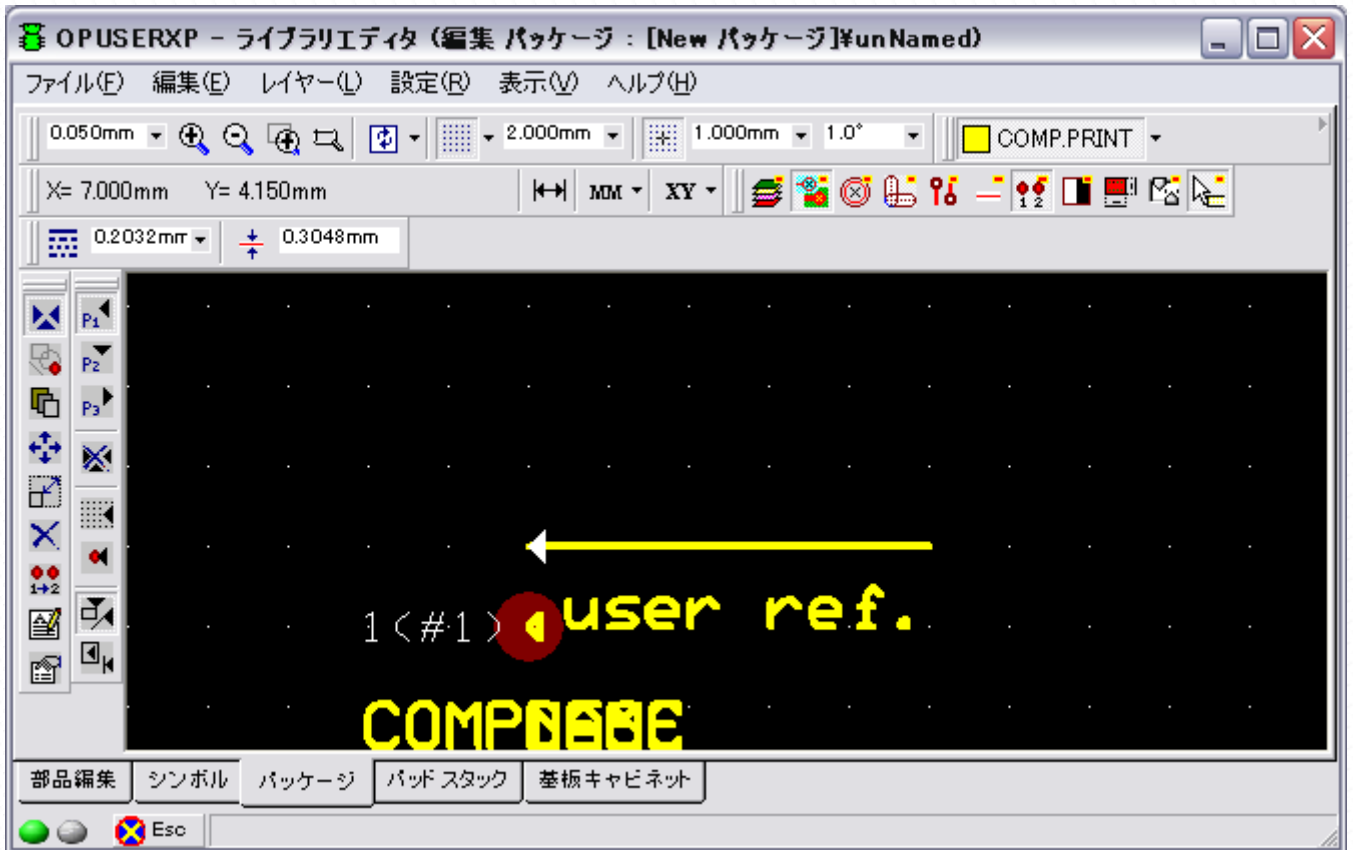 OPUSERXP - ライブラリエディタ (編集 パッケージ : [New パッケージ]¥unNamed)
ファイル(F) 編集(E) レイヤー(L) 設定(R) 表示(V) ヘルプ(H)
0.050mm 2.000mm 1.000mm 1.0° COMP.PRINT
X= 7.000mm Y= 4.150mm MM XY 1 2
0.2032mm 0.3048mm
P1
P2
P3
1→2
user ref.
1(#1)
部品編集 シンボル パッケージ パッド スタック 基板キャビネット
Esc